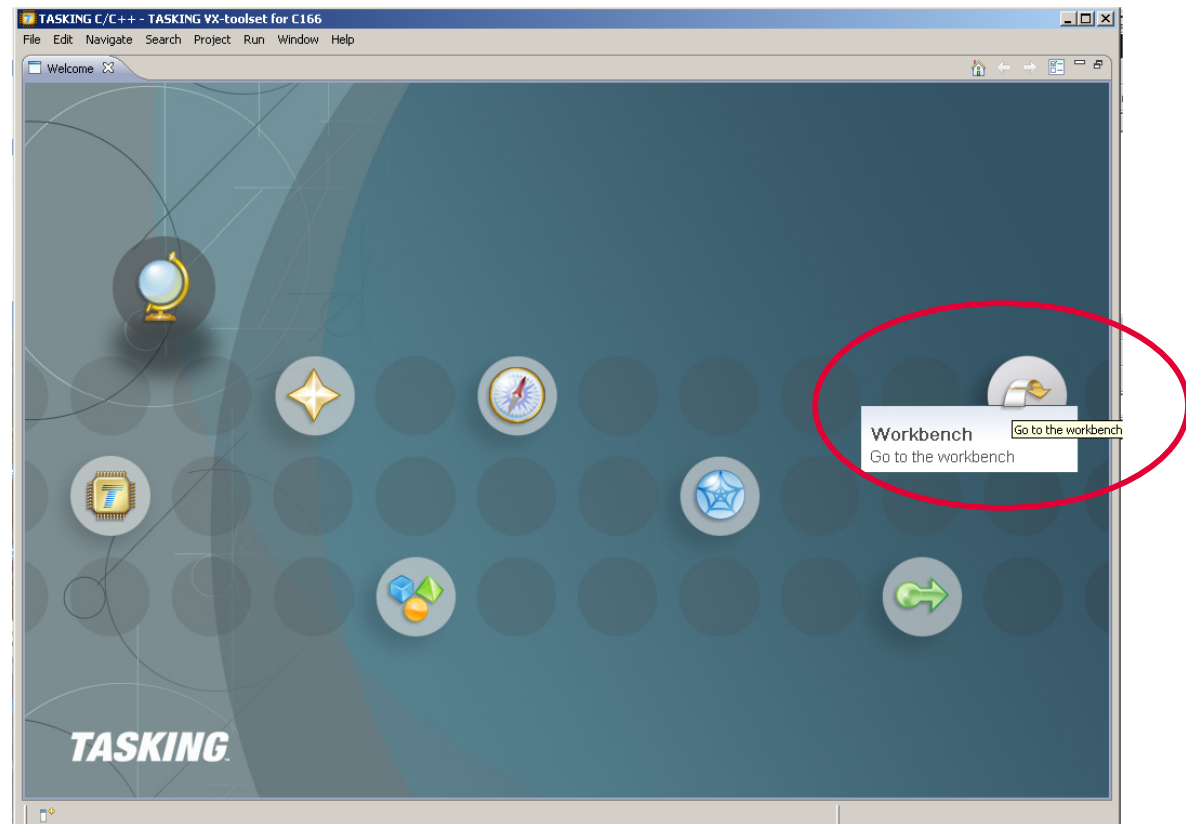 TASKING C/C++ - TASKING VX-toolset for C166
File Edit Navigate Search Project Run Window Help
Welcome
Workbench
Go to the workbench
Go to the workbench
T
TASKING